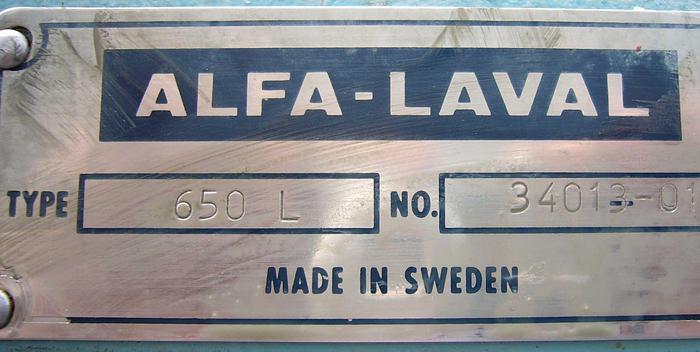 ALFA-LAVAL
TYPE 650 L NO. 34013-01
MADE IN SWEDEN